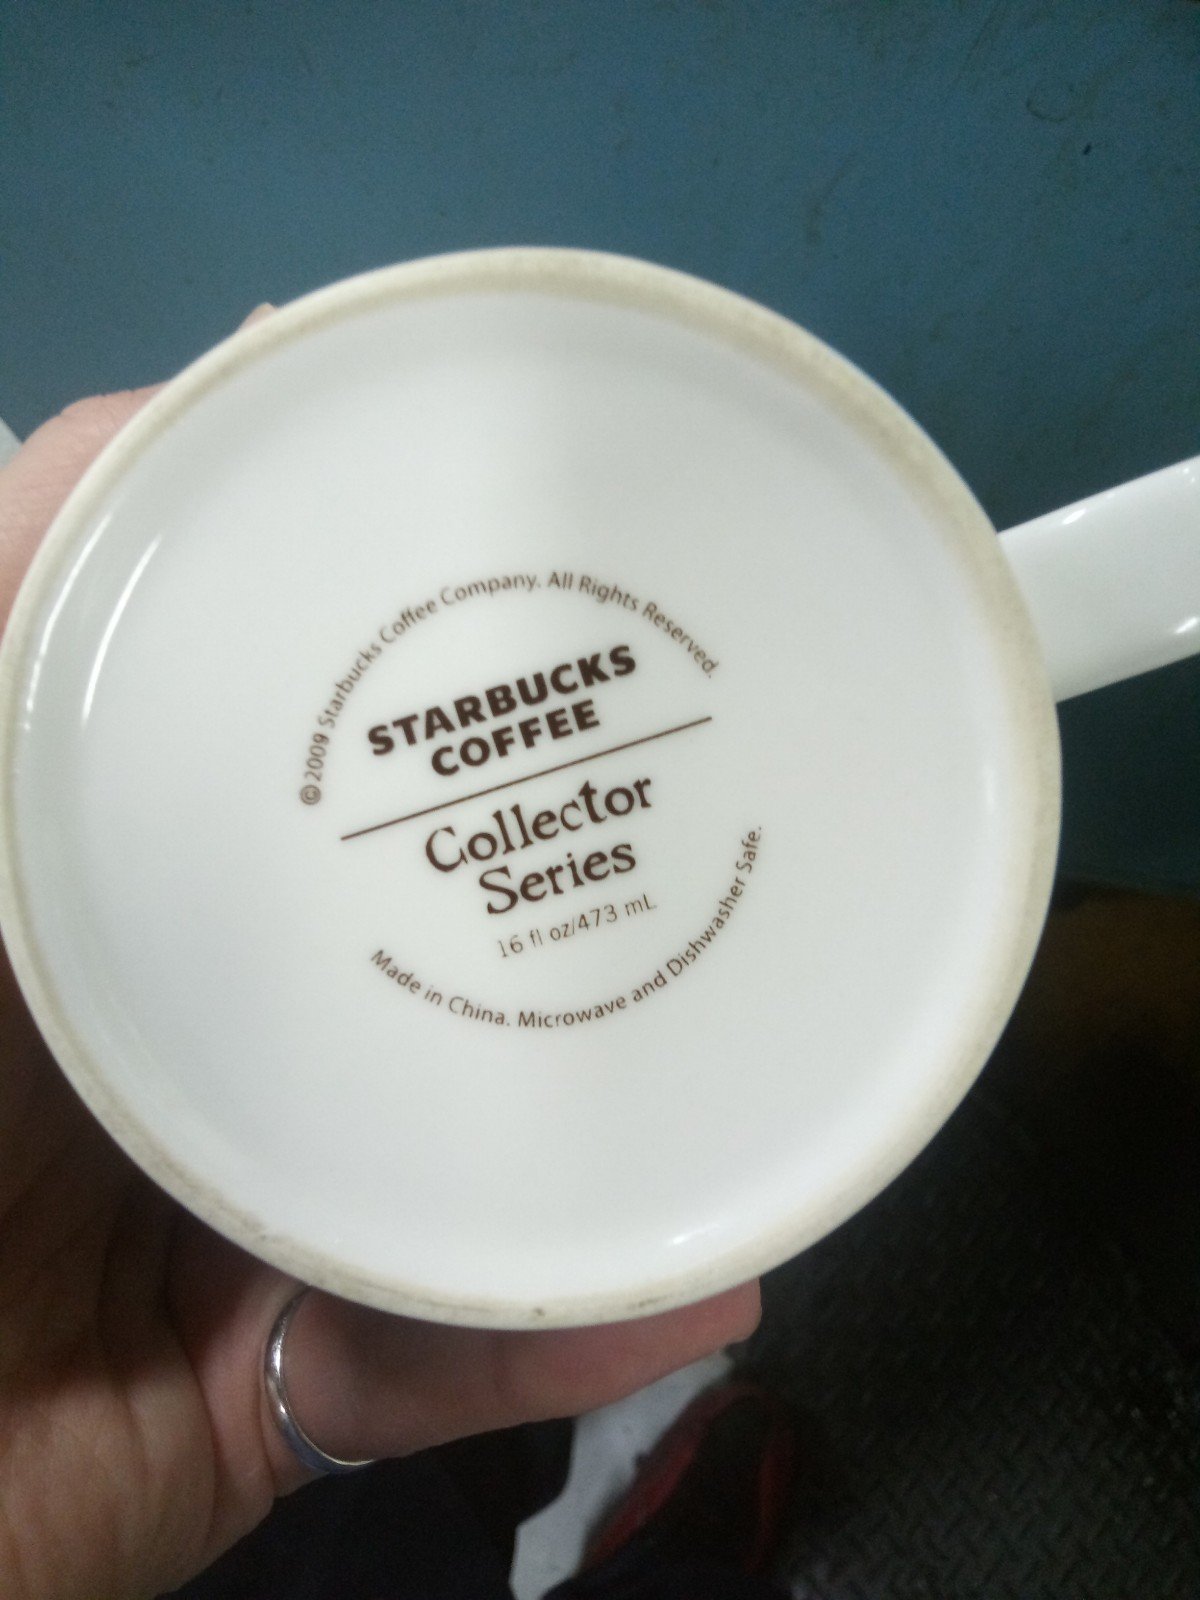 ©2009 Starbucks Coffee Company. All Rights Reserved.
STARBUCKS
COFFEE
Collector
Series
16 fl oz/473 mL
Made in China. Microwave and Dishwasher Safe.